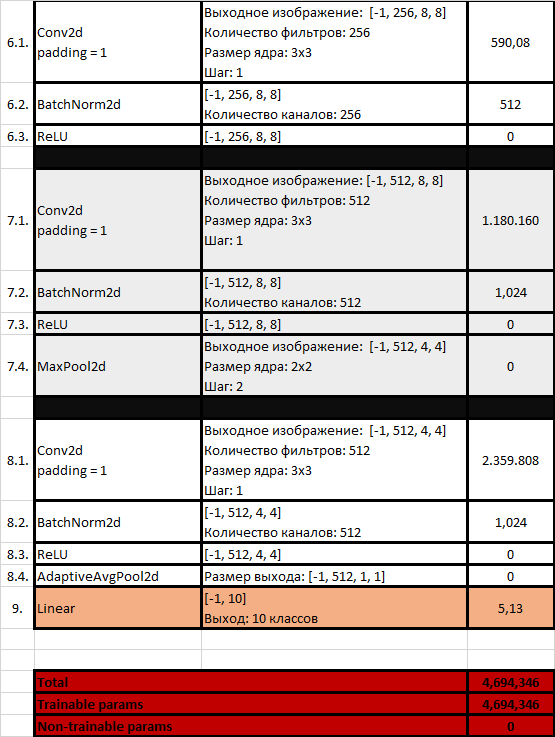 6.1.
Conv2d
padding = 1
Выходное изображение: [-1, 256, 8, 8]
Количество фильтров: 256
Размер ядра: 3x3
Шаг: 1
590,08
6.2.
BatchNorm2d
[-1, 256, 8, 8]
Количество каналов: 256
512
6.3.
ReLU
[-1, 256, 8, 8]
0
7.1.
Conv2d
padding = 1
Выходное изображение: [-1, 512, 8, 8]
Количество фильтров: 512
Размер ядра: 3x3
Шаг: 1
1.180.160
7.2.
BatchNorm2d
[-1, 512, 8, 8]
Количество каналов: 512
1,024
7.3.
ReLU
[-1, 512, 8, 8]
0
7.4.
MaxPool2d
Выходное изображение: [-1, 512, 4, 4]
Размер ядра: 2x2
Шаг: 2
0
8.1.
Conv2d
padding = 1
Выходное изображение: [-1, 512, 4, 4]
Количество фильтров: 512
Размер ядра: 3x3
Шаг: 1
2.359.808
8.2.
BatchNorm2d
[-1, 512, 4, 4]
Количество каналов: 512
1,024
8.3.
ReLU
[-1, 512, 4, 4]
0
8.4.
AdaptiveAvgPool2d
Размер выхода: [-1, 512, 1, 1]
0
9.
Linear
[-1, 10]
Выход: 10 классов
5,13
Total
4,694,346
Trainable params
4,694,346
Non-trainable params
0